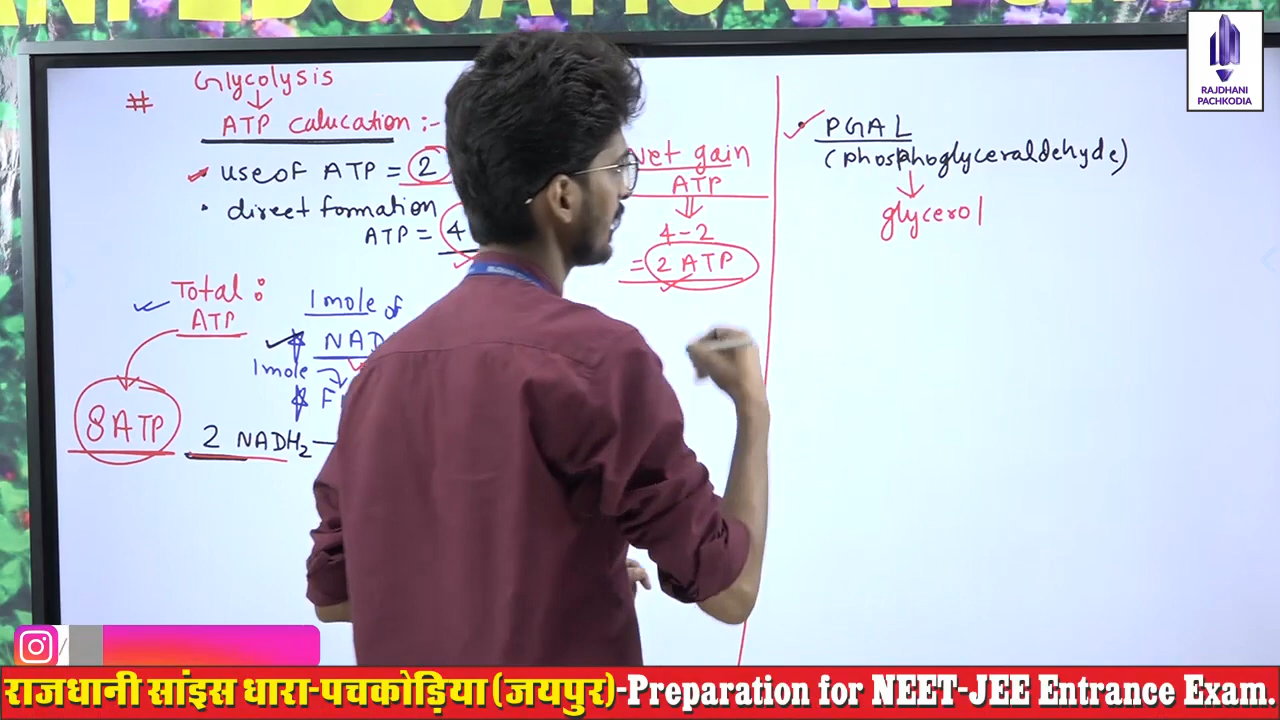 # Glycolysis
↓
ATP calucation :-
use of ATP = 2
• direct formation
ATP = 4
Total :
ATP
8 ATP
1 mole of
1 mole
2 NADH₂ —
Net gain
ATP
⇓
4-2
= 2 ATP
• PGAL
(phosphoglyceraldehyde)
↓
glycerol
RAJDHANI
PACHKODIA
राजधानी सांइस धारा-पचकोड़िया (जयपुर)-Preparation for NEET-JEE Entrance Exam.